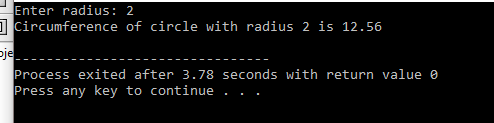 Enter radius: 2
Circumference of circle with radius 2 is 12.56
--------------------------------
Process exited after 3.78 seconds with return value 0
Press any key to continue . . .
oje